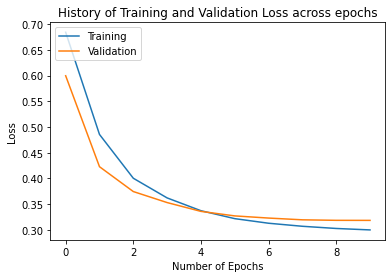 History of Training and Validation Loss across epochs
Training
Validation
Loss
0.70
0.65
0.60
0.55
0.50
0.45
0.40
0.35
0.30
0 2 4 6 8
Number of Epochs